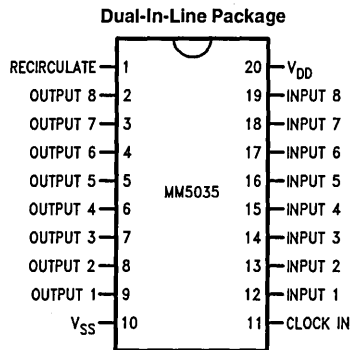 Dual-In-Line Package
RECIRCULATE 1 20 V_DD
OUTPUT 8 2 19 INPUT 8
OUTPUT 7 3 18 INPUT 7
OUTPUT 6 4 17 INPUT 6
OUTPUT 5 5 16 INPUT 5
MM5035
OUTPUT 4 6 15 INPUT 4
OUTPUT 3 7 14 INPUT 3
OUTPUT 2 8 13 INPUT 2
OUTPUT 1 9 12 INPUT 1
V_SS 10 11 CLOCK IN